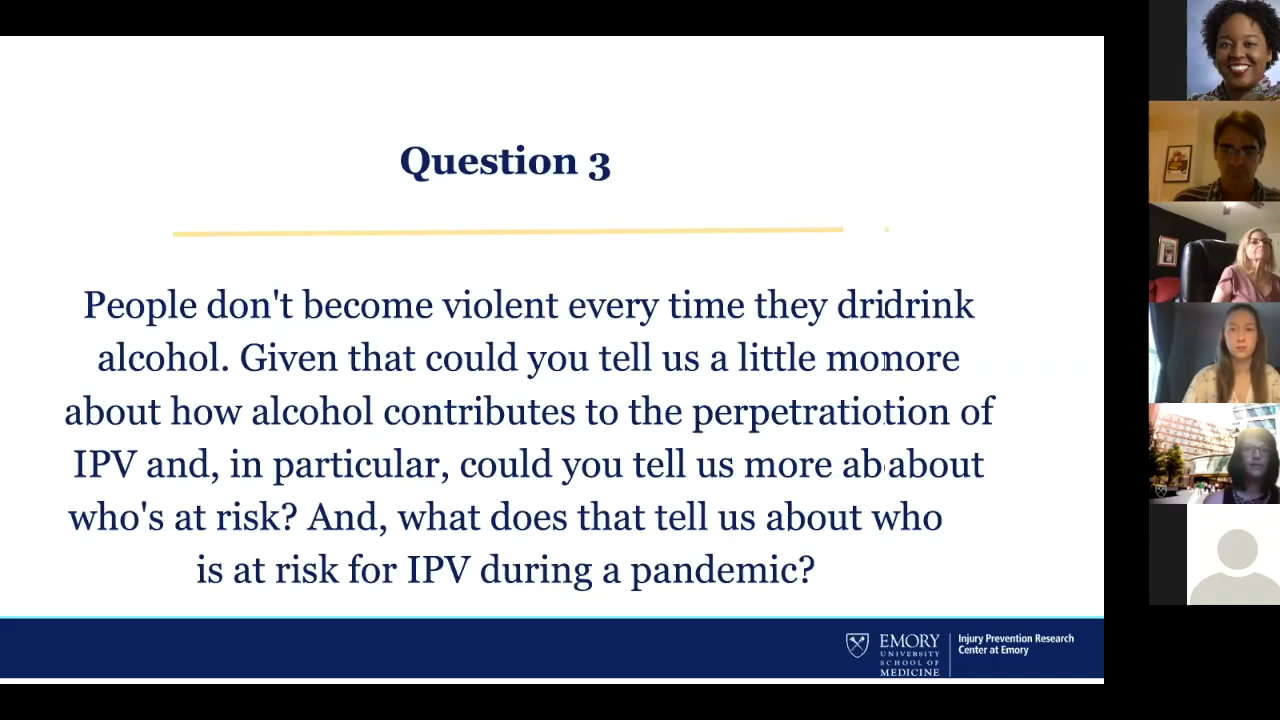 Question 3
People don't become violent every time they dridrink
alcohol. Given that could you tell us a little monore
about how alcohol contributes to the perpetratiotion of
IPV and, in particular, could you tell us more ababout
who's at risk? And, what does that tell us about who
is at risk for IPV during a pandemic?
EMORY
UNIVERSITY
SCHOOL OF
MEDICINE
Injury Prevention Research
Center at Emory